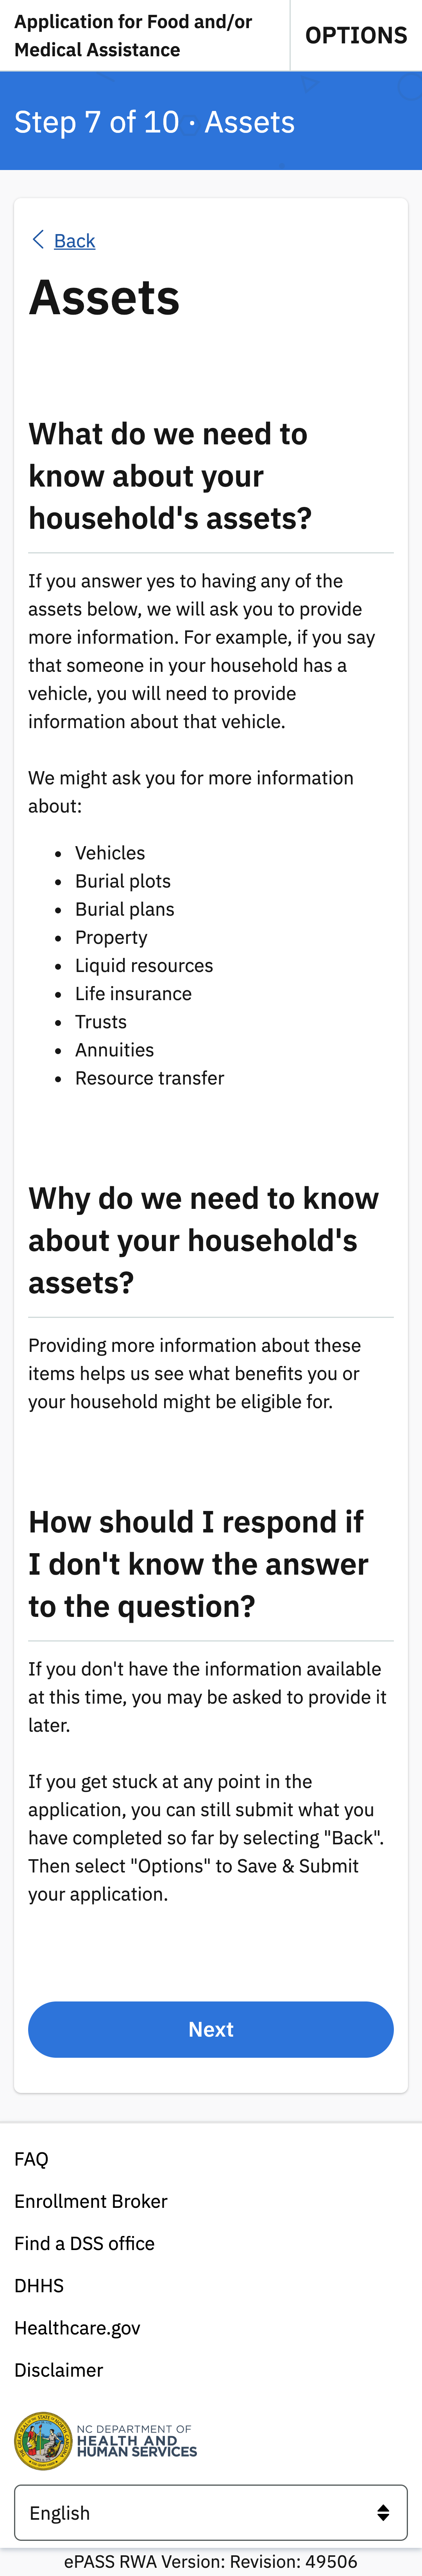 Application for Food and/or
Medical Assistance
OPTIONS
Step 7 of 10 · Assets
Back
Assets
What do we need to
know about your
household's assets?
If you answer yes to having any of the
assets below, we will ask you to provide
more information. For example, if you say
that someone in your household has a
vehicle, you will need to provide
information about that vehicle.
We might ask you for more information
about:
• Vehicles
• Burial plots
• Burial plans
• Property
• Liquid resources
• Life insurance
• Trusts
• Annuities
• Resource transfer
Why do we need to know
about your household's
assets?
Providing more information about these
items helps us see what benefits you or
your household might be eligible for.
How should I respond if
I don't know the answer
to the question?
If you don't have the information available
at this time, you may be asked to provide it
later.
If you get stuck at any point in the
application, you can still submit what you
have completed so far by selecting "Back".
Then select "Options" to Save & Submit
your application.
Next
FAQ
Enrollment Broker
Find a DSS office
DHHS
Healthcare.gov
Disclaimer
NC DEPARTMENT OF
HEALTH AND
HUMAN SERVICES
English
ePASS RWA Version: Revision: 49506